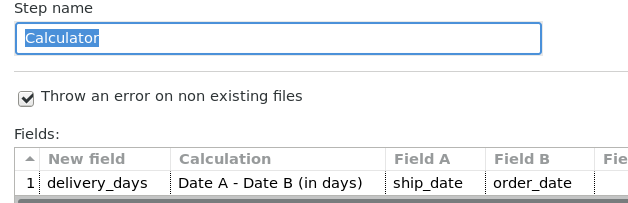 Step name
Calculator
Throw an error on non existing files
Fields:
New field Calculation Field A Field B Fie
1 delivery_days Date A - Date B (in days) ship_date order_date